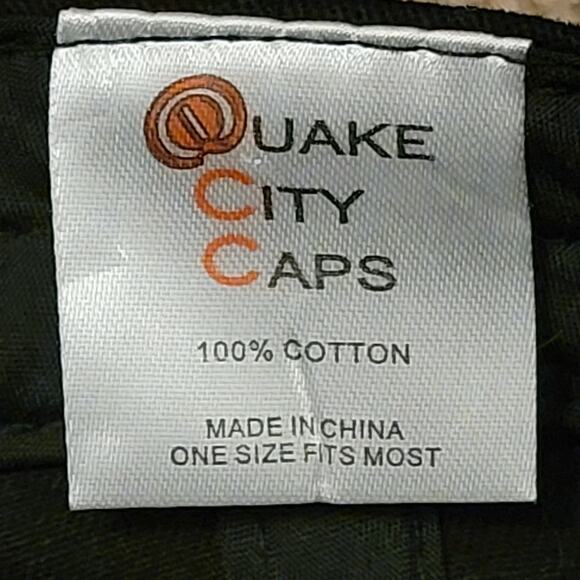 QUAKE
CITY
CAPS
100% COTTON
MADE IN CHINA
ONE SIZE FITS MOST